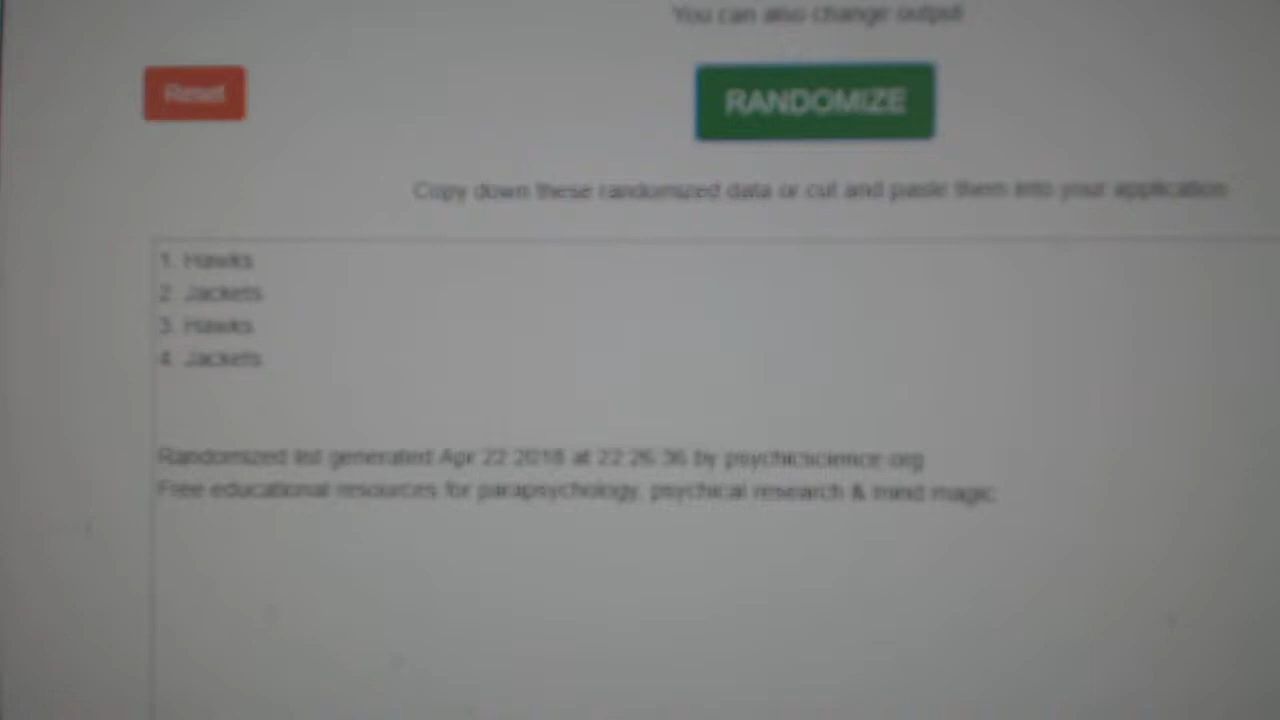 You can also change output
Reset
RANDOMIZE
Copy down these randomized data or cut and paste them into your application
1. Hawks
2. Jackets
3. Hawks
4. Jackets
Randomized list generated Apr 22 2018 at 22:26:36 by psychicscience.org
Free educational resources for parapsychology, psychical research & mind magic